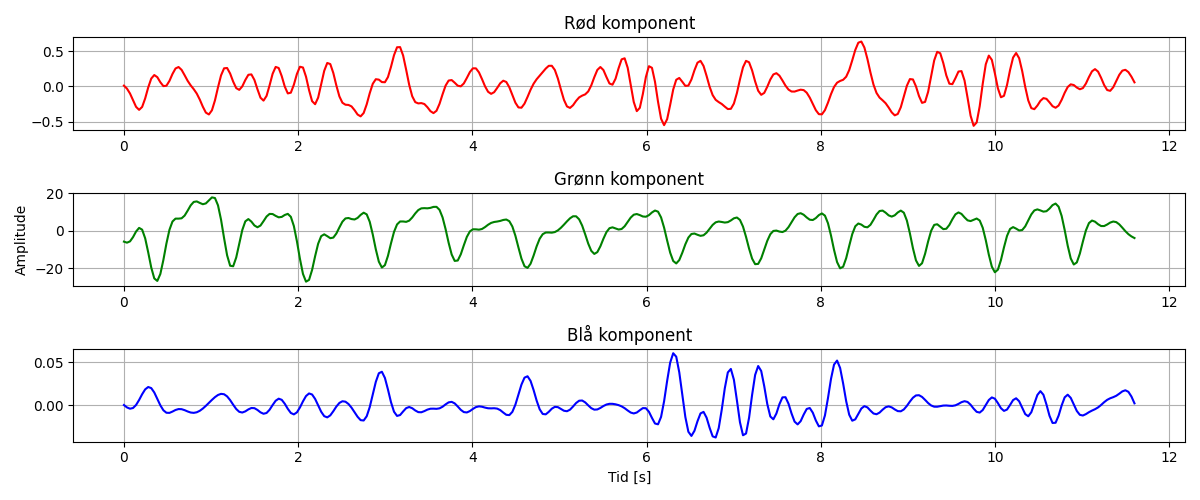 Rød komponent
0.5
0.0
−0.5
0 2 4 6 8 10 12
Grønn komponent
20
0
−20
Amplitude
0 2 4 6 8 10 12
Blå komponent
0.05
0.00
0 2 4 6 8 10 12
Tid [s]